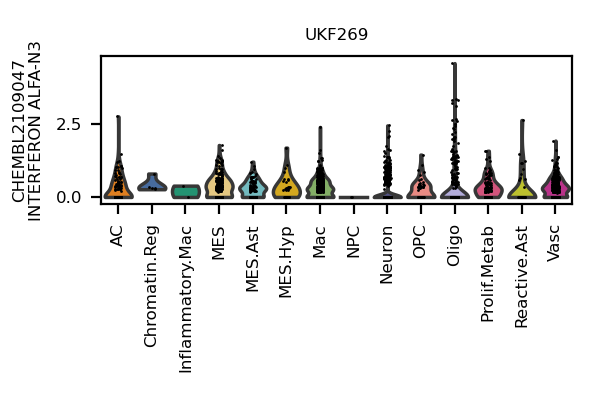 UKF269
CHEMBL2109047
INTERFERON ALFA-N3
2.5
0.0
AC
Chromatin.Reg
Inflammatory.Mac
MES
MES.Ast
MES.Hyp
Mac
NPC
Neuron
OPC
Oligo
Prolif.Metab
Reactive.Ast
Vasc